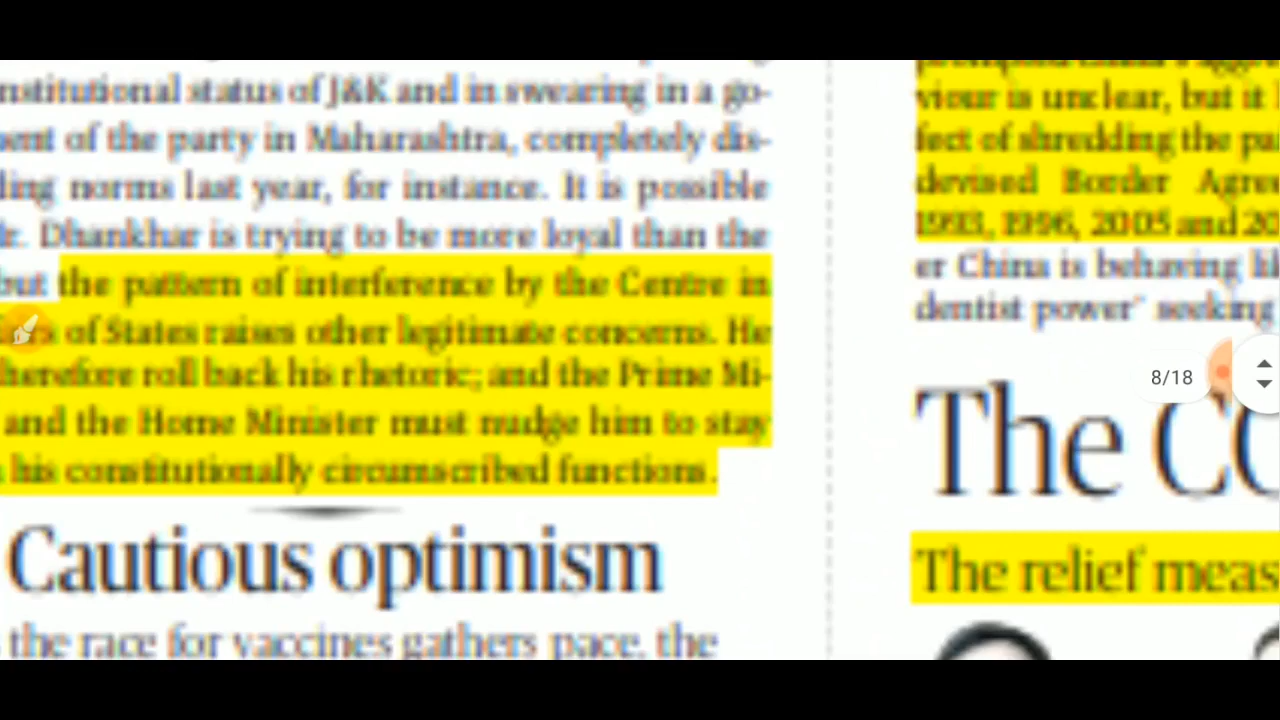 nstitutional status of J&K and in swearing in a go-
ent of the party in Maharashtra, completely dis-
ding norms last year, for instance. It is possible
r. Dhankhar is trying to be more loyal than the
but the pattern of interference by the Centre in
s of States raises other legitimate concerns. He
herefore roll back his rhetoric; and the Prime Mi-
and the Home Minister must nudge him to stay
his constitutionally circumscribed functions.
Cautious optimism
the race for vaccines gathers pace, the
viour is unclear, but it
fect of shredding the pa
devised Border Agree
1993, 1996, 2005 and 20
er China is behaving li
dentist power' seeking
8/18
The CO
The relief meas